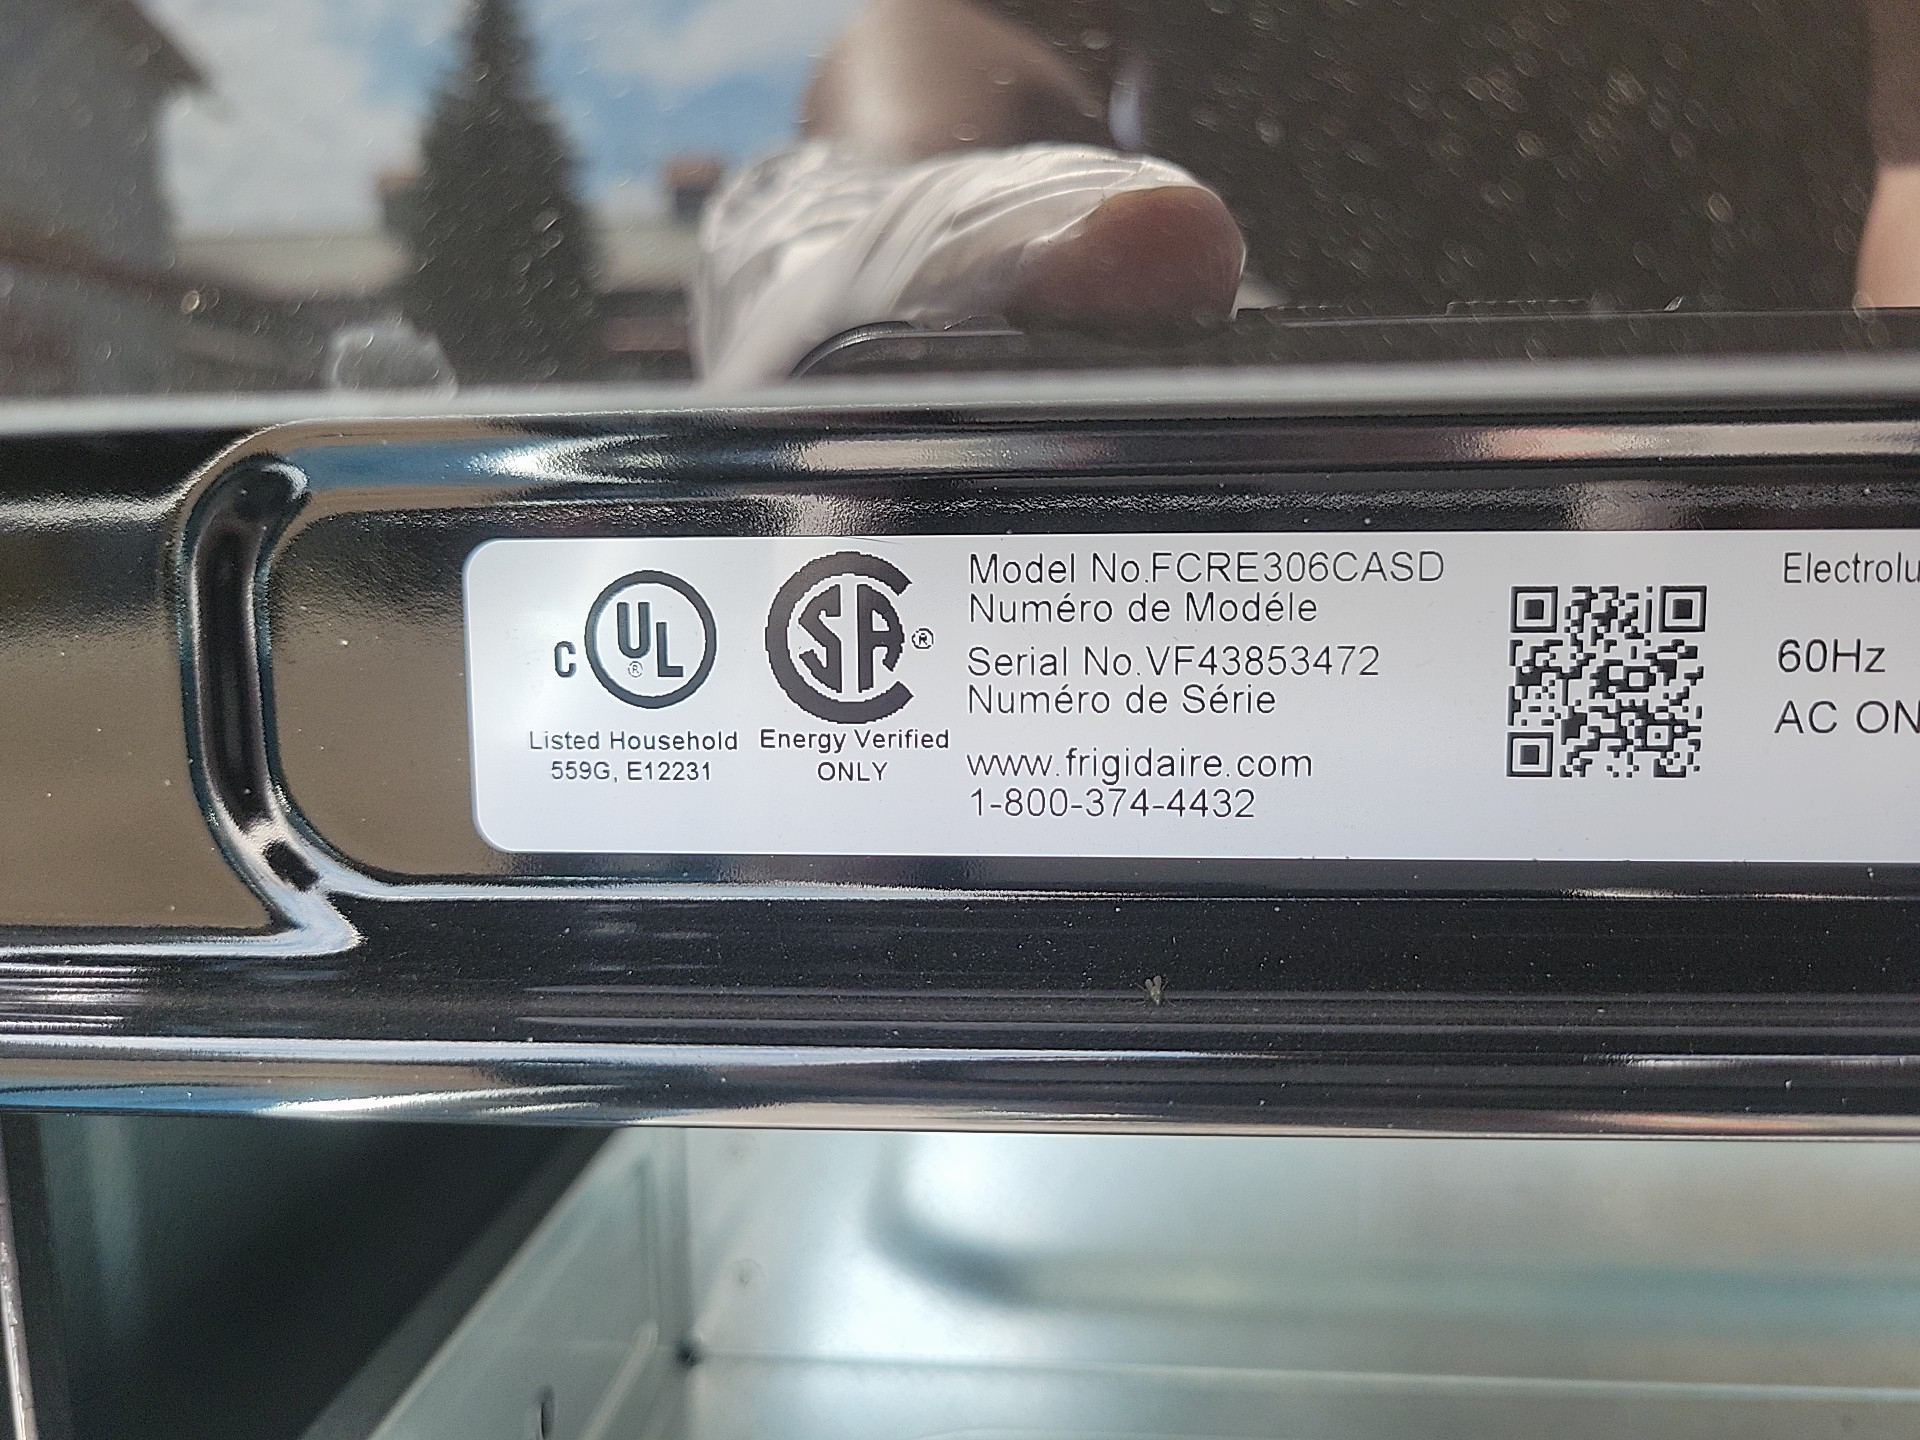 C UL ®
Listed Household
559G, E12231
CSA ®
Energy Verified
ONLY
Model No.FCRE306CASD
Numéro de Modéle
Serial No.VF43853472
Numéro de Série
www.frigidaire.com
1-800-374-4432
60Hz